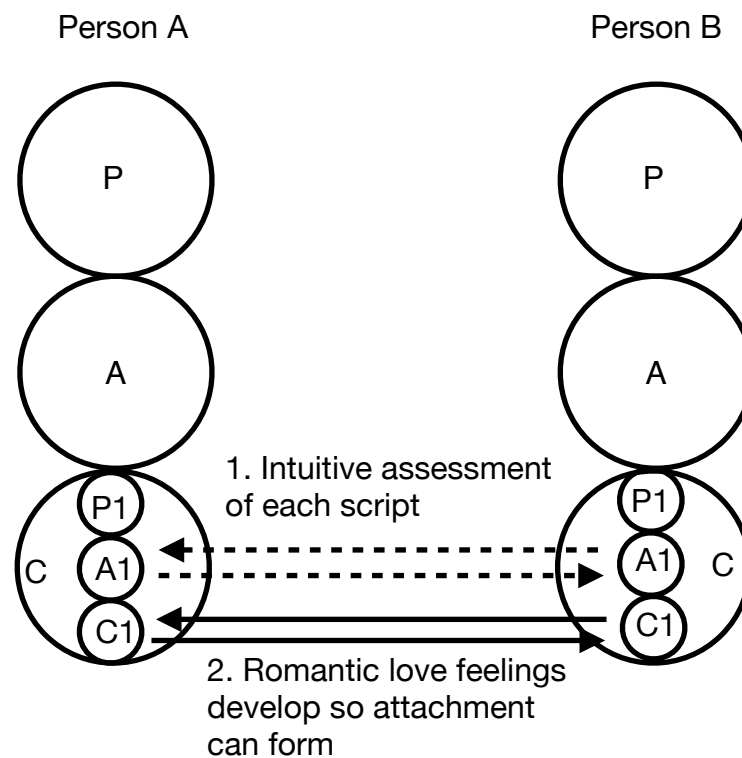 Person A
Person B
P
P
A
A
1. Intuitive assessment
of each script
P1
P1
C
A1
A1
C
C1
C1
2. Romantic love feelings
develop so attachment
can form